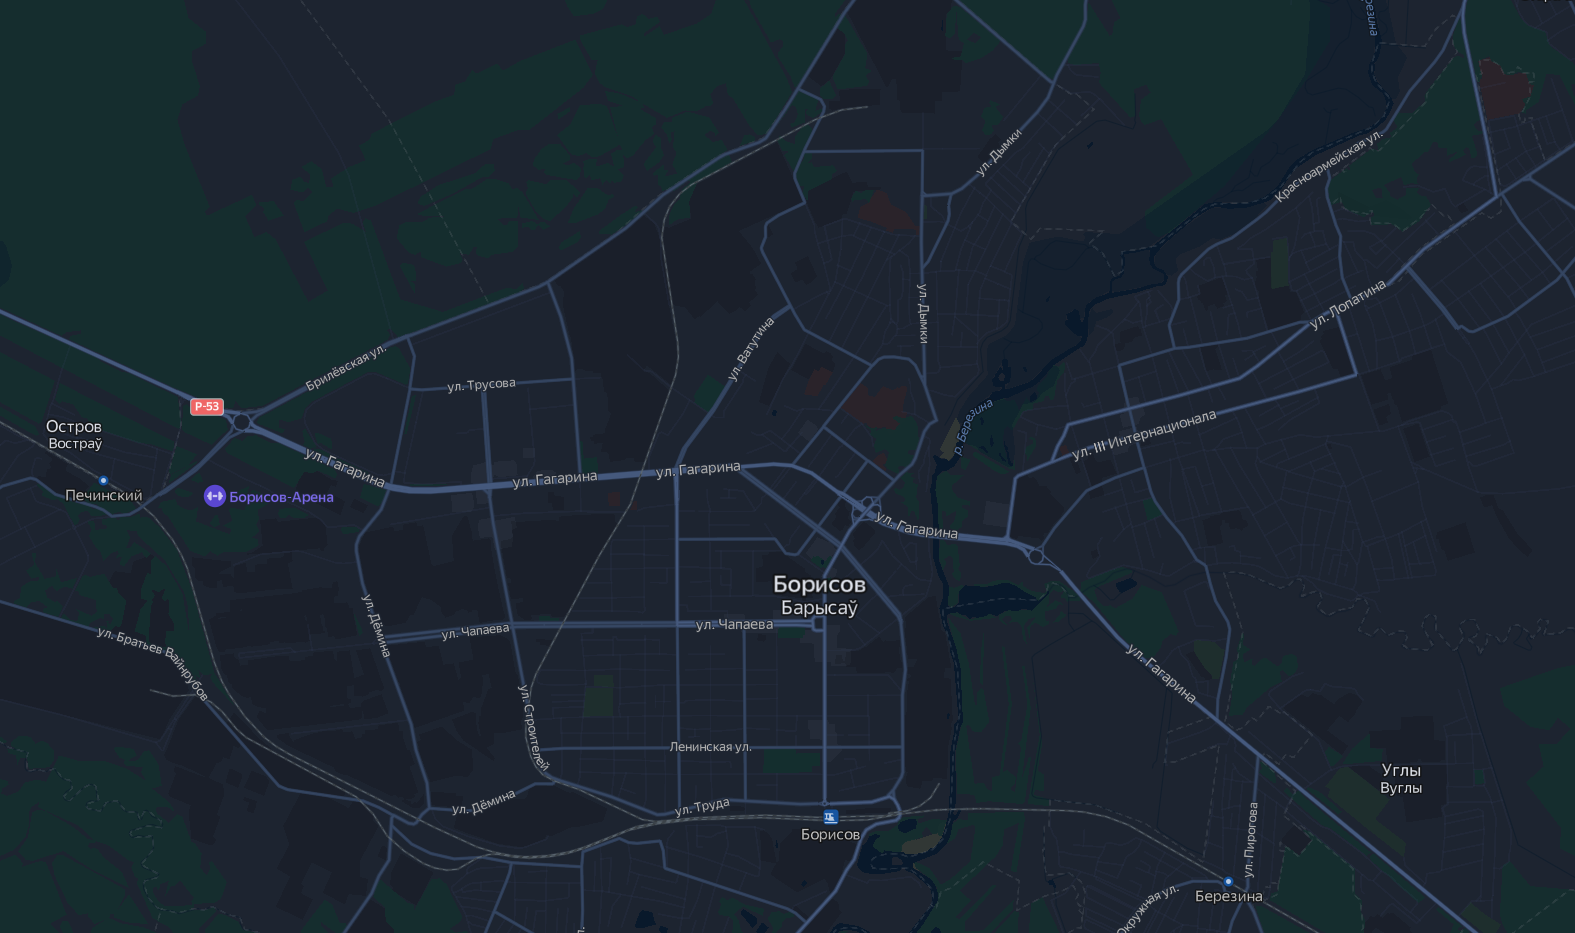 Березина
Красноармейская ул.
ул. Дымки
ул. Дымки
ул. Лопатина
ул. Ватутина
Брилёвская ул.
ул. Трусова
Р-53
Остров
Востраў
р. Березина
ул. III Интернационала
ул. Гагарина
ул. Гагарина
ул. Гагарина
Печинский
Борисов-Арена
ул. Гагарина
Борисов
Барысаў
ул. Дёмина
ул. Чапаева
ул. Чапаева
ул. Братьев Вайнрубов
ул. Гагарина
ул. Строителей
Ленинская ул.
Углы
Вуглы
ул. Дёмина
ул. Труда
Борисов
ул. Пирогова
Березина
Окружная ул.